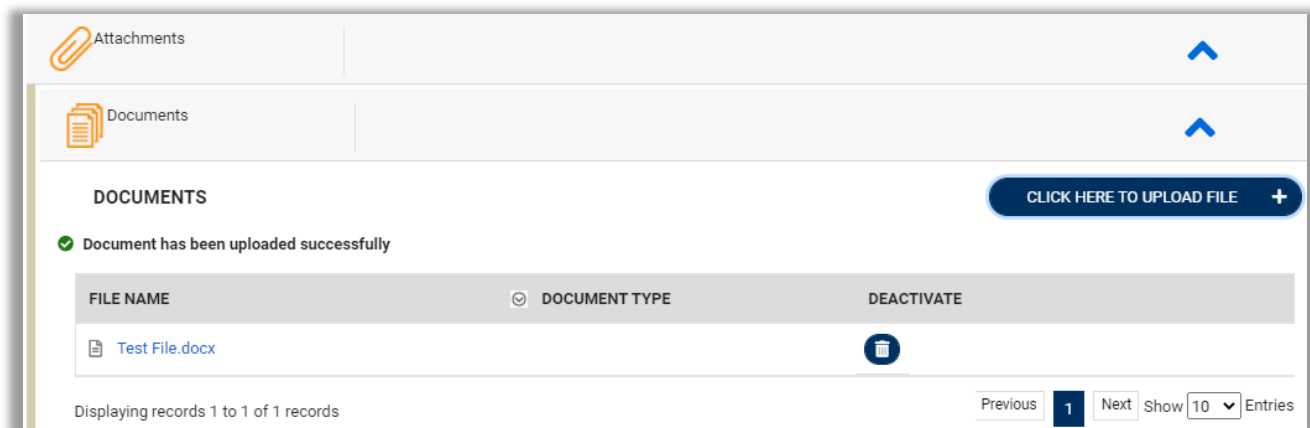 Attachments
Documents
DOCUMENTS
CLICK HERE TO UPLOAD FILE +
Document has been uploaded successfully
FILE NAME DOCUMENT TYPE DEACTIVATE
Test File.docx
Displaying records 1 to 1 of 1 records
Previous 1 Next Show 10 Entries